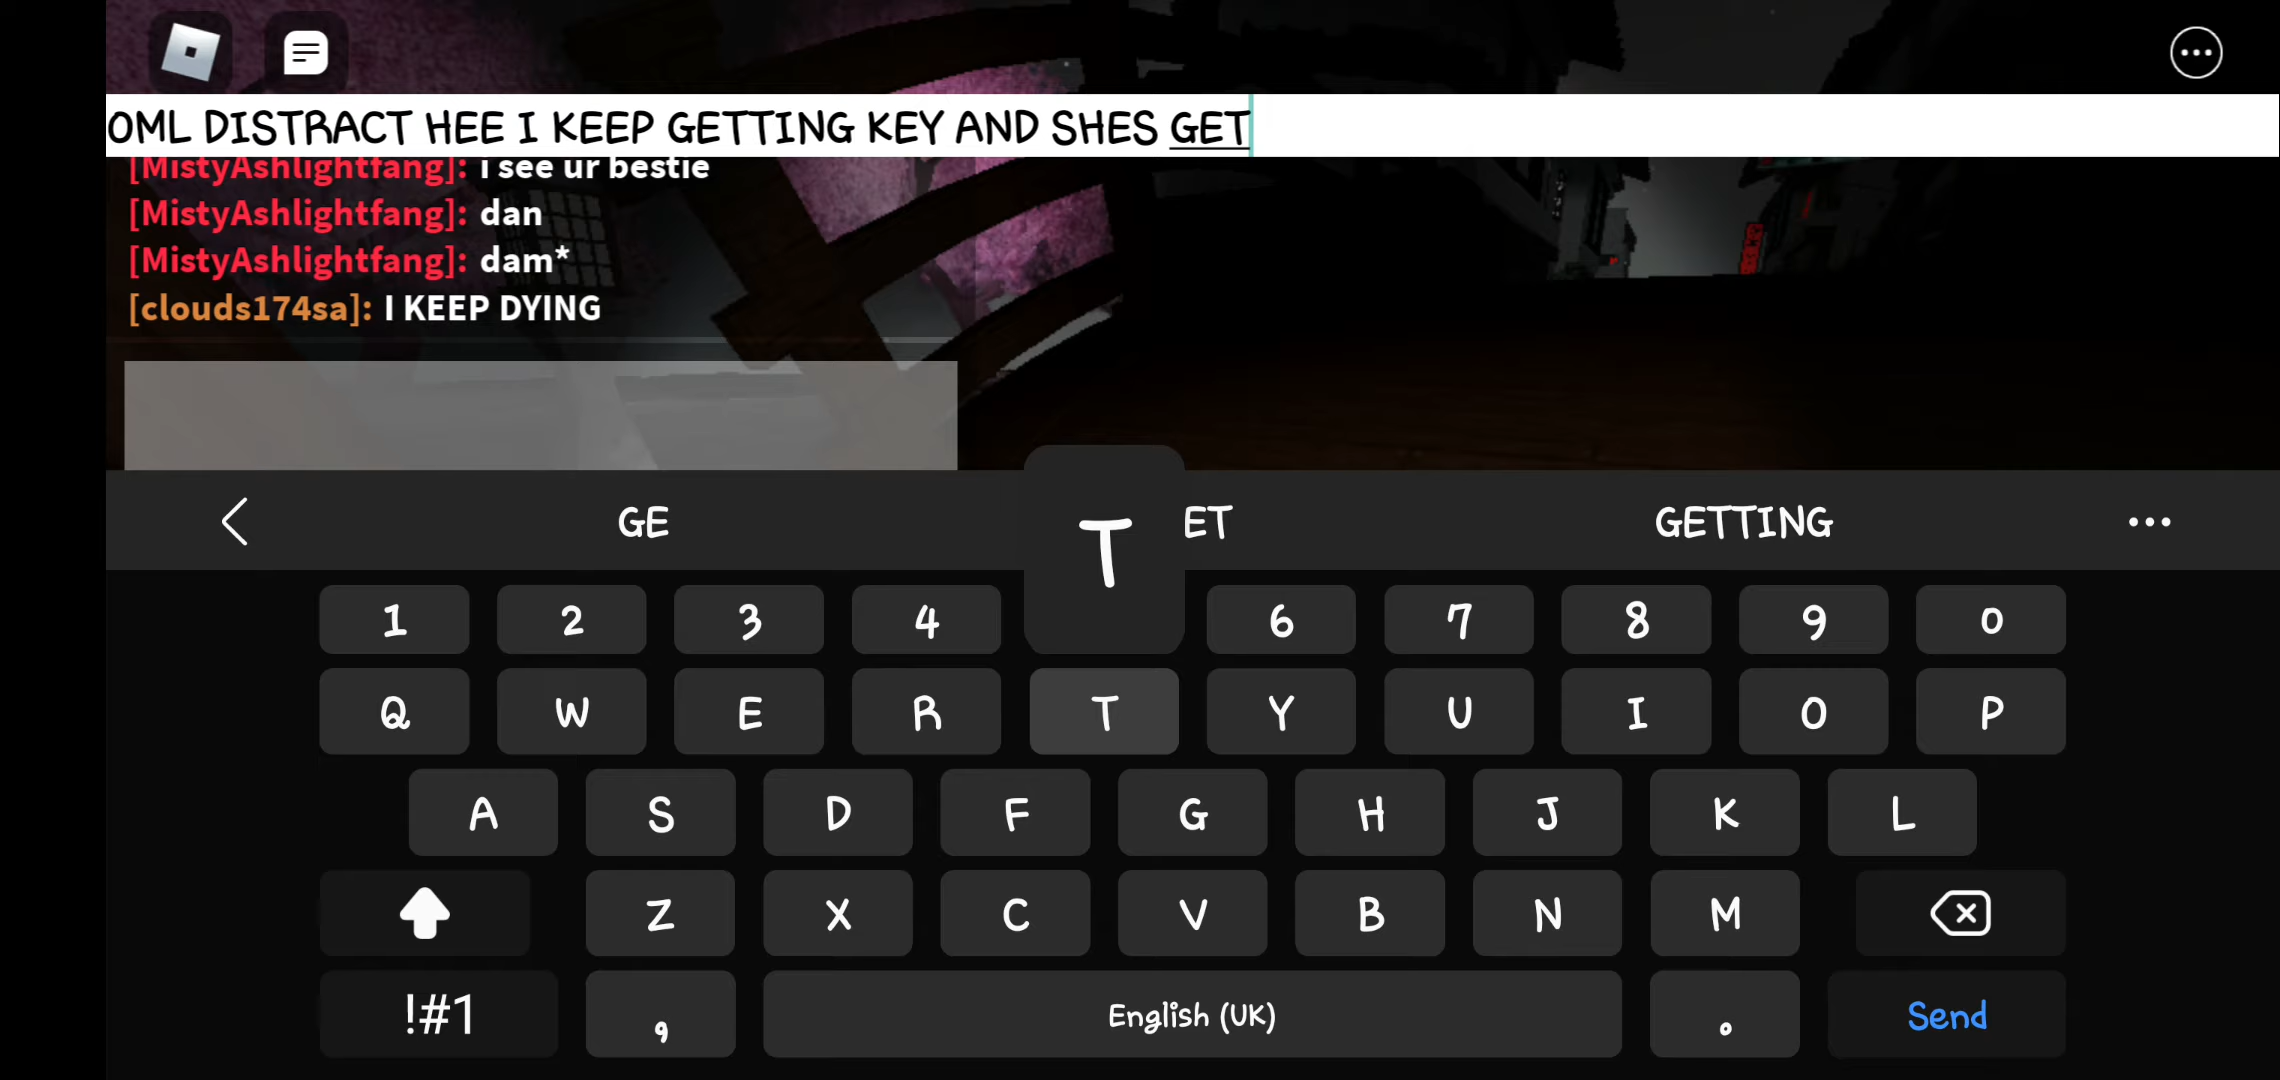 OML DISTRACT HEE I KEEP GETTING KEY AND SHES GET
[MistyAshlightfang]: i see ur bestie
[MistyAshlightfang]: dan
[MistyAshlightfang]: dam*
[clouds174sa]: I KEEP DYING
GE ET GETTING
T
1 2 3 4 6 7 8 9 0
Q W E R T Y U I O P
A S D F G H J K L
Z X C V B N M
!#1 , English (UK) . Send